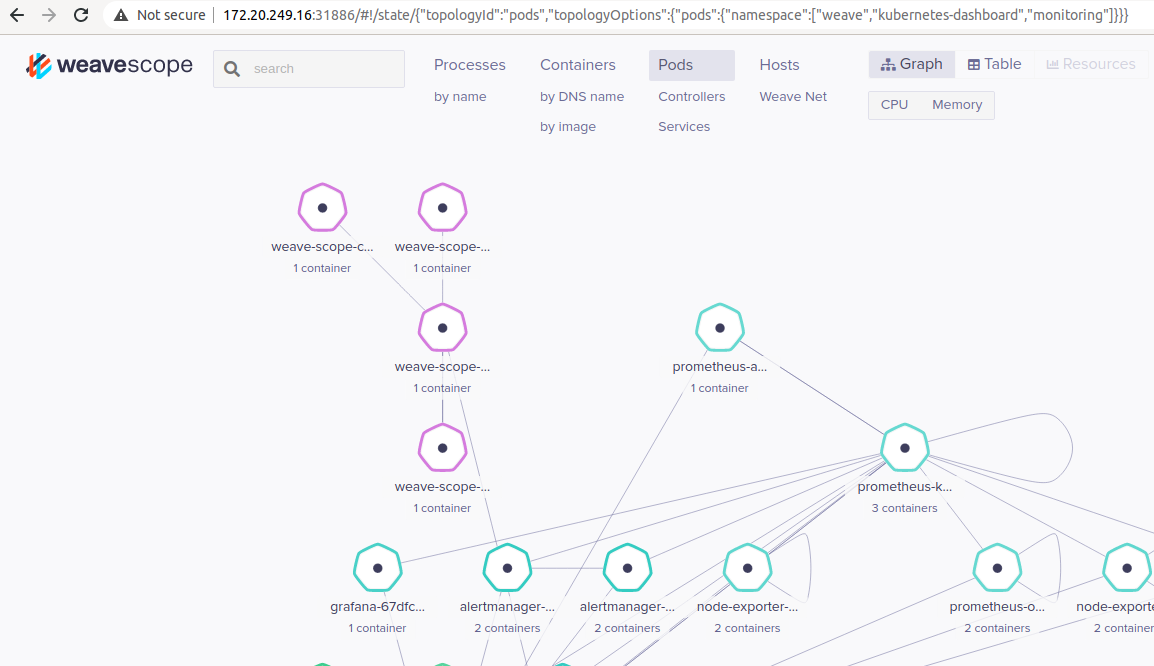 Not secure 172.20.249.16:31886/#!/state/{"topologyId":"pods","topologyOptions":{"pods":{"namespace":["weave","kubernetes-dashboard","monitoring"]}}}
weavescope search Processes Containers Pods Hosts Graph Table Resources
by name by DNS name Controllers Weave Net CPU Memory
by image Services
weave-scope-c... weave-scope-...
1 container 1 container
weave-scope-... prometheus-a...
1 container 1 container
weave-scope-... prometheus-k...
1 container 3 containers
grafana-67dfc... alertmanager-... alertmanager-... node-exporter-... prometheus-o... node-exporte
1 container 2 containers 2 containers 2 containers 2 containers 2 container